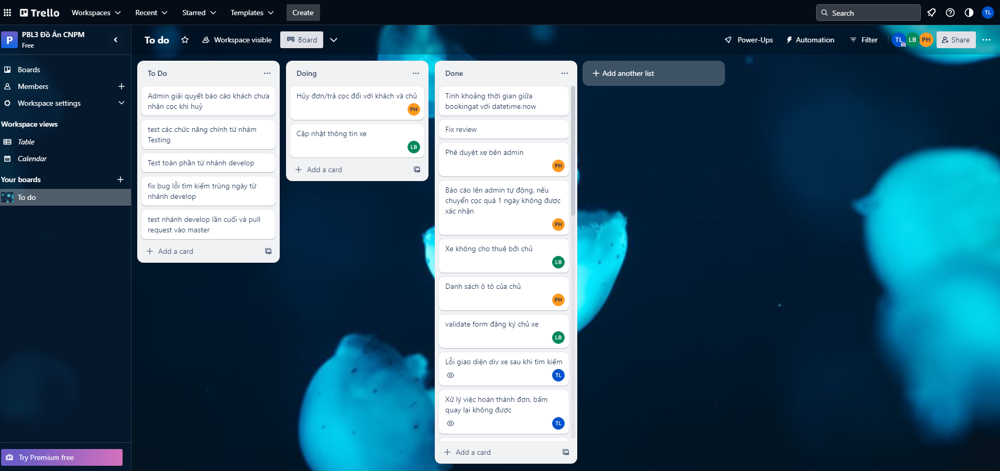 Trello
Workspaces
Recent
Starred
Templates
Create
Search
TL
P
PBL3 Đồ Án CNPM
Free
Boards
Members
Workspace settings
Workspace views
Table
Calendar
Your boards
To do
Try Premium free
To do
Workspace visible
Board
Power-Ups
Automation
Filter
TL
LB
PH
Share
To Do
Admin giải quyết báo cáo khách chưa
nhận cọc khi huỷ
test các chức năng chính từ nhám
Testing
Test toàn phần từ nhánh develop
fix bug lỗi tìm kiếm trùng ngày từ
nhánh develop
test nhánh develop lần cuối và pull
request vào master
Add a card
Doing
Hủy đơn/trả cọc đối với khách và chủ
PH
Cập nhật thông tin xe
LB
Add a card
Done
Tính khoảng thời gian giữa
bookingat với datetime.now
Fix review
Phê duyệt xe bên admin
PH
Báo cáo lên admin tự động, nếu
chuyển cọc quá 1 ngày không được
xác nhận
PH
Xe không cho thuê bởi chủ
LB
Danh sách ô tô của chủ
PH
validate form đăng ký chủ xe
LB
Lỗi giao diện div xe sau khi tìm kiếm
TL
Xử lý việc hoàn thành đơn, bấm
quay lại không được
TL
Add a card
Add another list